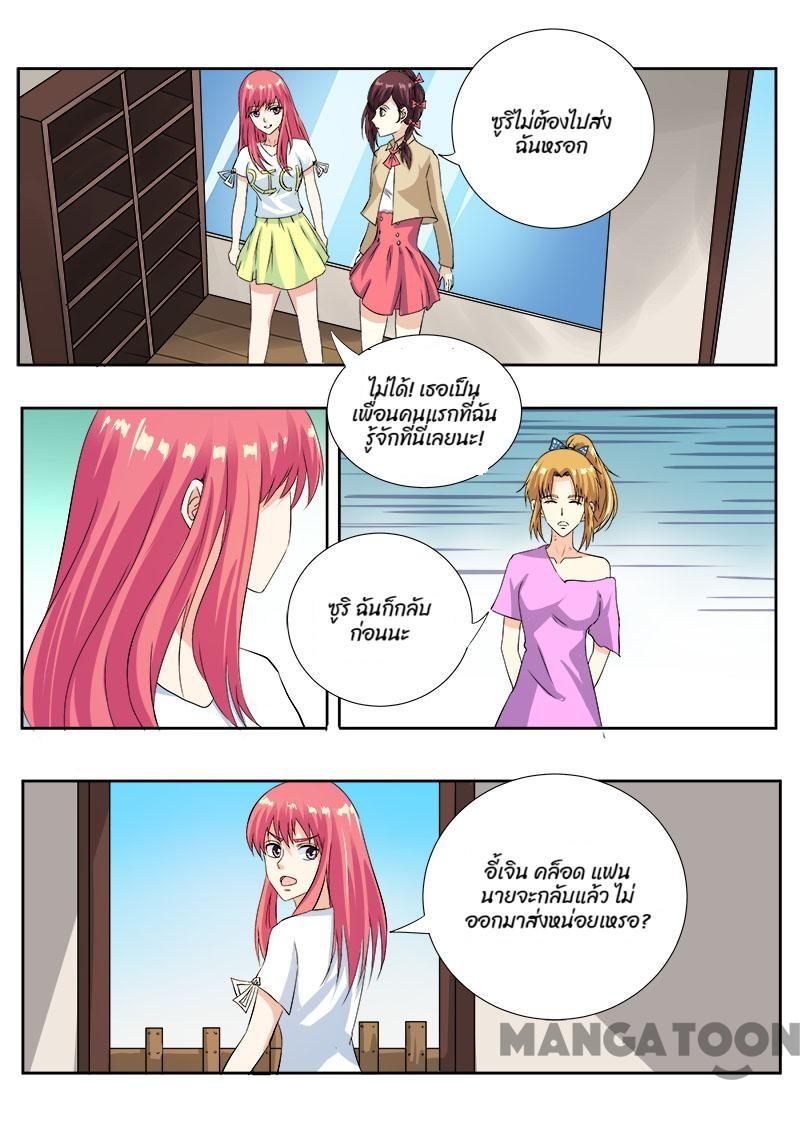 ซูริไม่ต้องไปส่ง
ฉันหรอก
RICH
ไม่ได้! เธอเป็น
เพื่อนคนแรกที่ฉัน
รู้จักที่นี่เลยนะ!
ซูริ ฉันก็กลับ
ก่อนนะ
อี้เจิน คล็อด แฟน
นายจะกลับแล้ว ไม่
ออกมาส่งหน่อยเหรอ?
MANGATOON